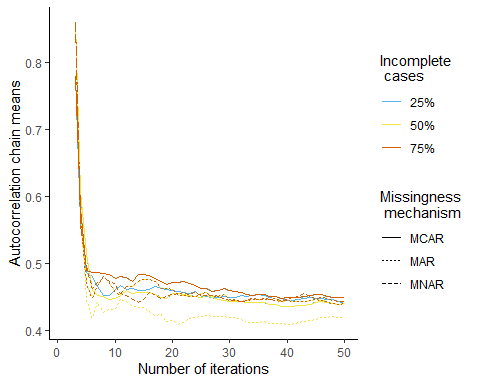 Autocorrelation chain means
0.8
0.7
0.6
0.5
0.4
0
10
20
30
40
50
Number of iterations
Incomplete
cases
25%
50%
75%
Missingness
mechanism
MCAR
MAR
MNAR